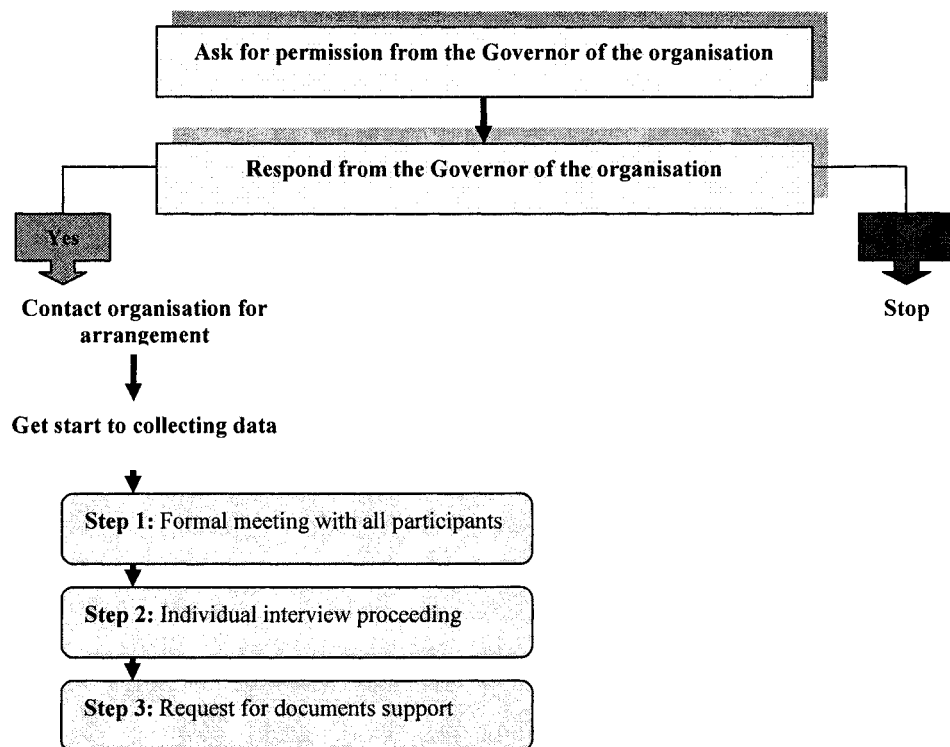 Ask for permission from the Governor of the organisation
Respond from the Governor of the organisation
Yes
Contact organisation for
arrangement
Stop
Get start to collecting data
Step 1: Formal meeting with all participants
Step 2: Individual interview proceeding
Step 3: Request for documents support